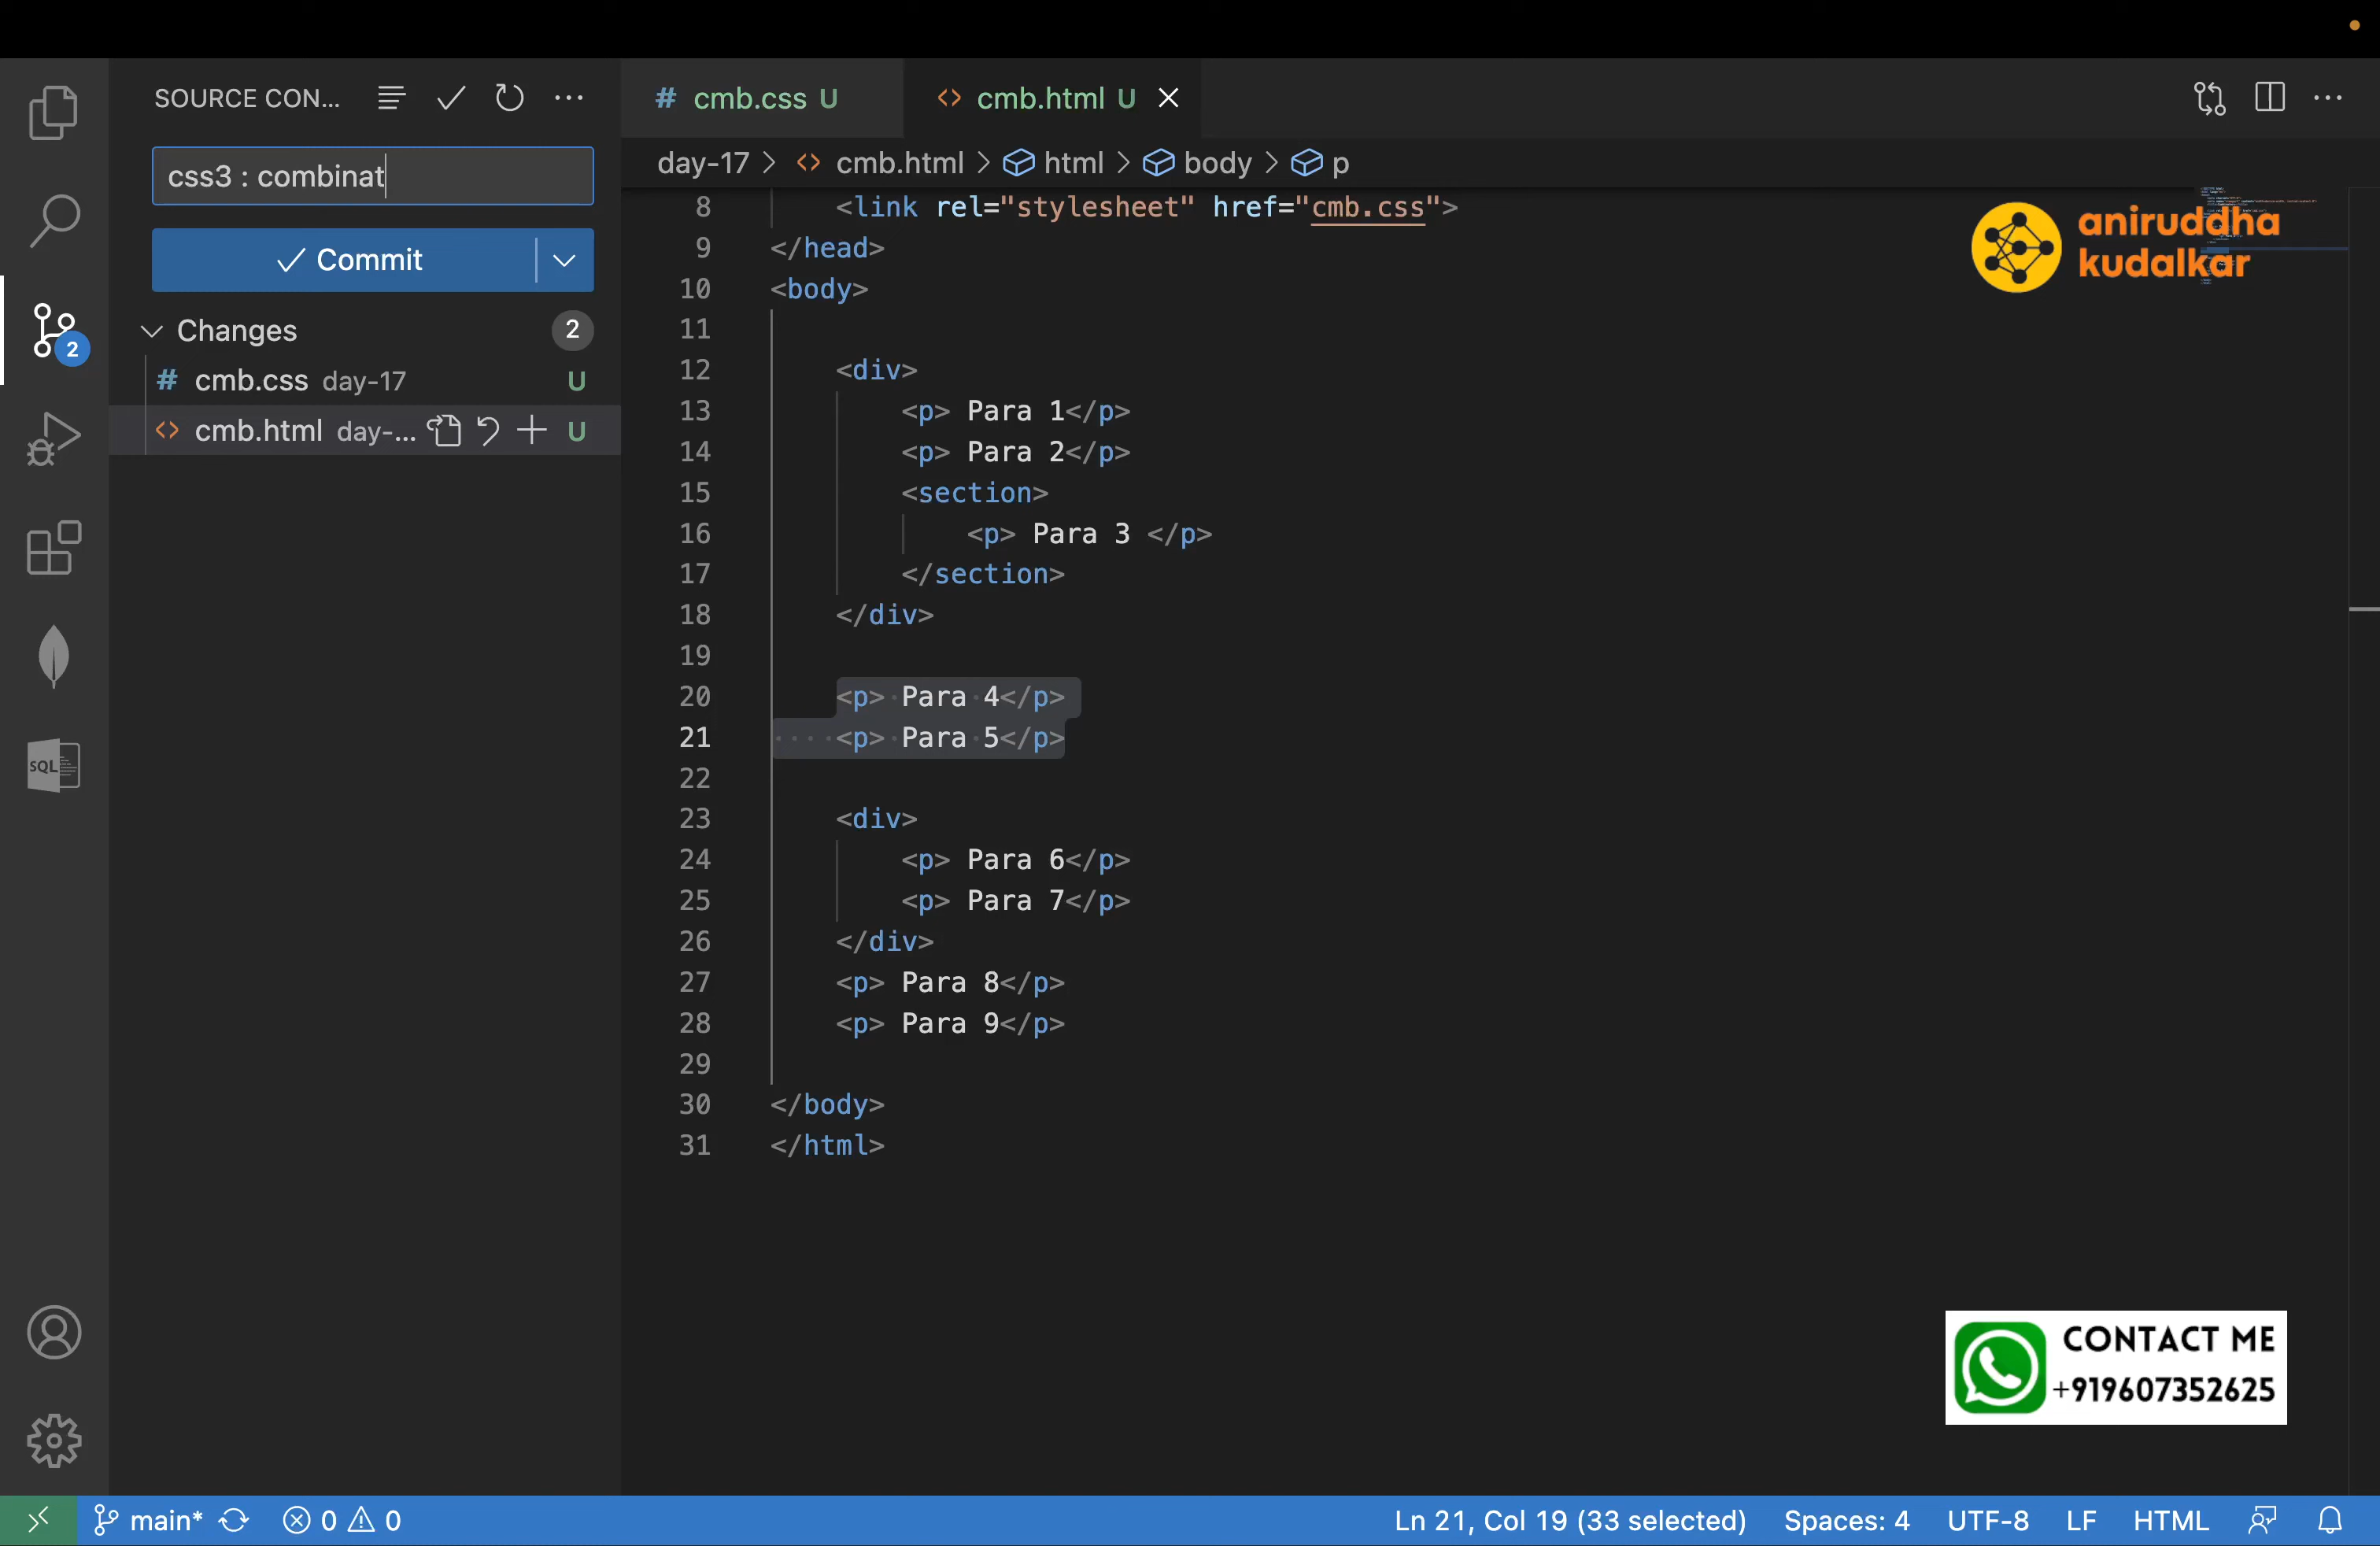 SOURCE CON...
css3 : combinat
Commit
Changes 2
cmb.css day-17 U
cmb.html day-... U
2
SQL
# cmb.css U
<> cmb.html U
day-17 > <> cmb.html > html > body > p
8 <link rel="stylesheet" href="cmb.css">
9 </head>
10 <body>
11
12 <div>
13 <p> Para 1</p>
14 <p> Para 2</p>
15 <section>
16 <p> Para 3 </p>
17 </section>
18 </div>
19
20 <p> Para 4</p>
21 <p> Para 5</p>
22
23 <div>
24 <p> Para 6</p>
25 <p> Para 7</p>
26 </div>
27 <p> Para 8</p>
28 <p> Para 9</p>
29
30 </body>
31 </html>
aniruddha
kudalkar
CONTACT ME
+919607352625
main* 0 0 Ln 21, Col 19 (33 selected) Spaces: 4 UTF-8 LF HTML